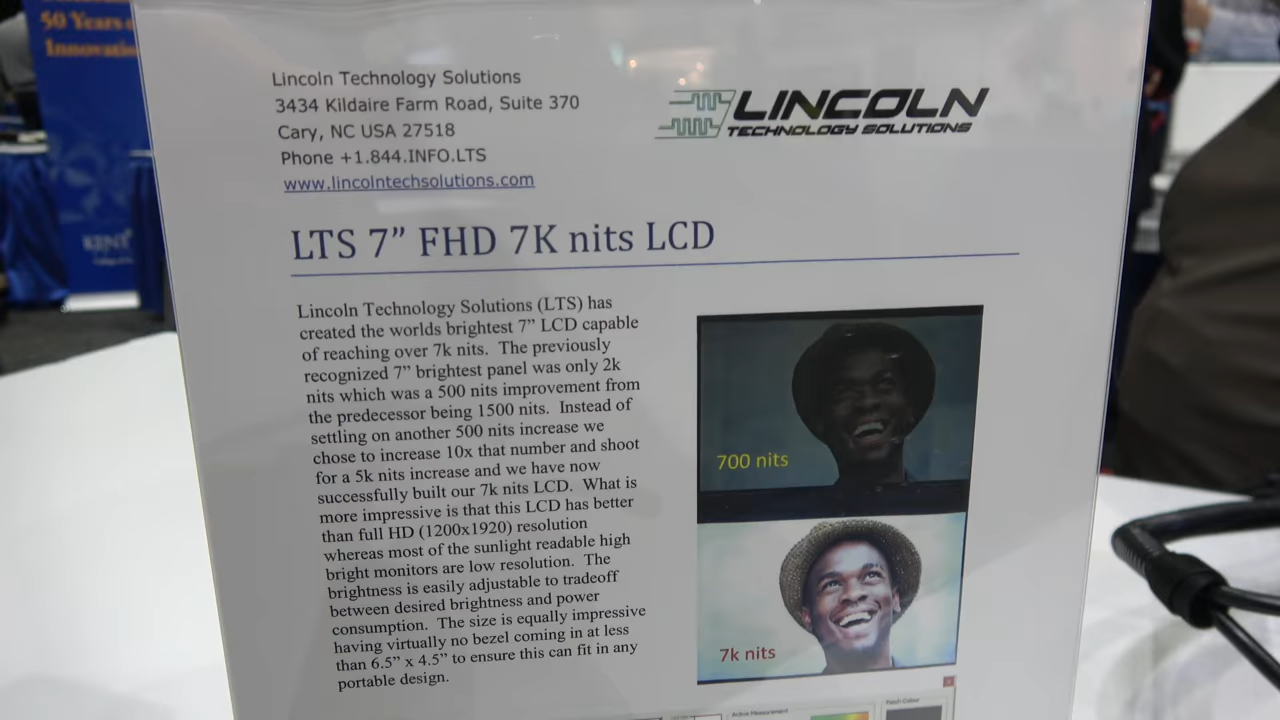 50 Years
Innovation
Lincoln Technology Solutions
3434 Kildaire Farm Road, Suite 370
Cary, NC USA 27518
Phone +1.844.INFO.LTS
www.lincolntechsolutions.com
LINCOLN
TECHNOLOGY SOLUTIONS
LTS 7” FHD 7K nits LCD
Lincoln Technology Solutions (LTS) has
created the worlds brightest 7” LCD capable
of reaching over 7k nits. The previously
recognized 7” brightest panel was only 2k
nits which was a 500 nits improvement from
the predecessor being 1500 nits. Instead of
settling on another 500 nits increase we
chose to increase 10x that number and shoot
for a 5k nits increase and we have now
successfully built our 7k nits LCD. What is
more impressive is that this LCD has better
than full HD (1200x1920) resolution
whereas most of the sunlight readable high
bright monitors are low resolution. The
brightness is easily adjustable to tradeoff
between desired brightness and power
consumption. The size is equally impressive
having virtually no bezel coming in at less
than 6.5” x 4.5” to ensure this can fit in any
portable design.
700 nits
7k nits
Active Measurement
Patch Colour
KENT